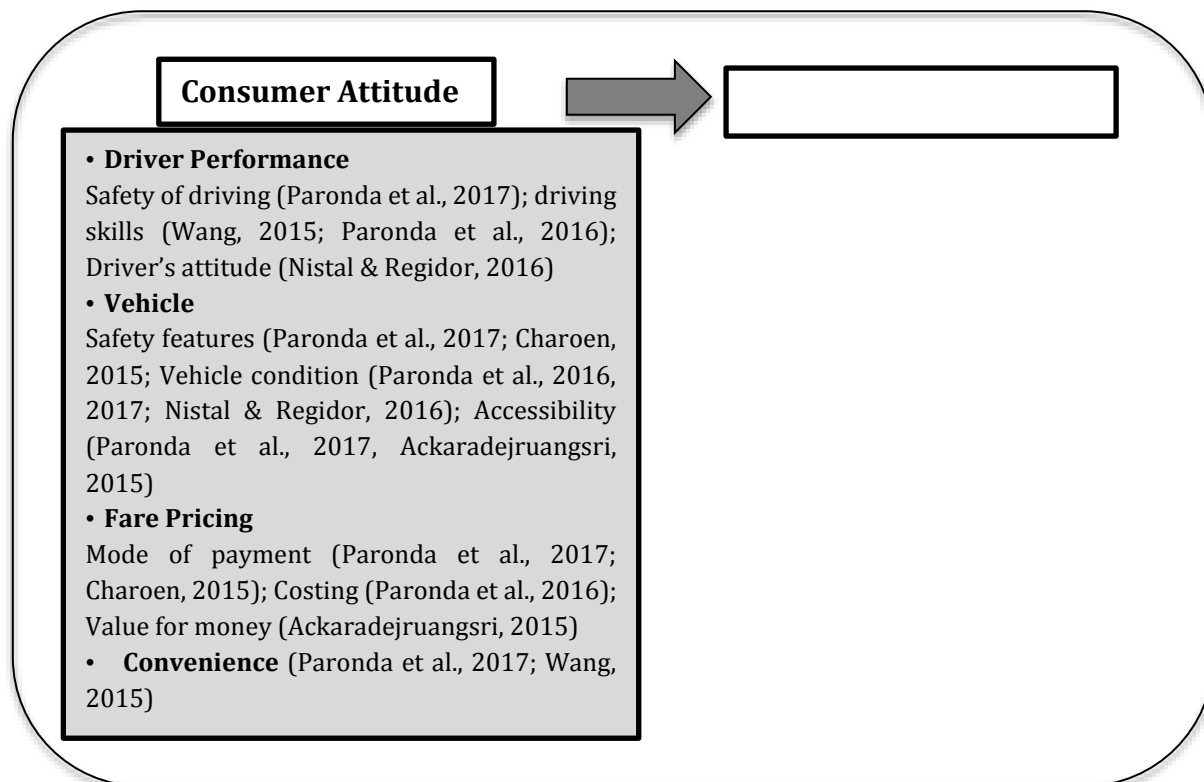 Consumer Attitude
• Driver Performance
Safety of driving (Paronda et al., 2017); driving
skills (Wang, 2015; Paronda et al., 2016);
Driver’s attitude (Nistal & Regidor, 2016)
• Vehicle
Safety features (Paronda et al., 2017; Charoen,
2015; Vehicle condition (Paronda et al., 2016,
2017; Nistal & Regidor, 2016); Accessibility
(Paronda et al., 2017, Ackaradejruangsri,
2015)
• Fare Pricing
Mode of payment (Paronda et al., 2017;
Charoen, 2015); Costing (Paronda et al., 2016);
Value for money (Ackaradejruangsri, 2015)
• Convenience (Paronda et al., 2017; Wang,
2015)